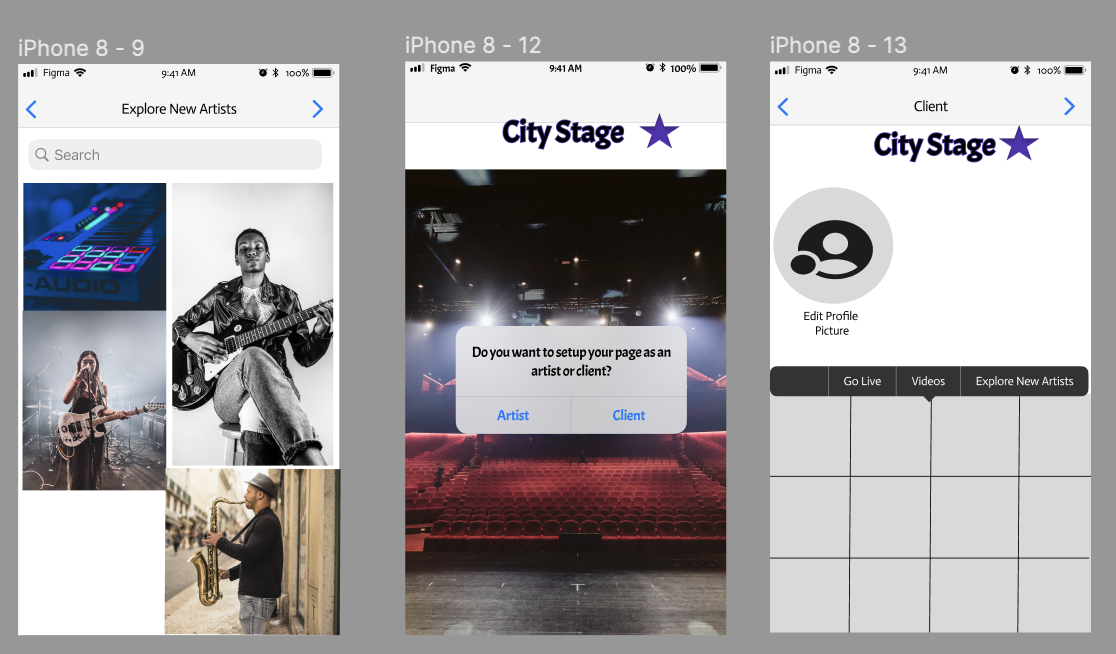 iPhone 8 - 9
Figma 9:41 AM 100%
Explore New Artists
Search
-AUDIO
iPhone 8 - 12
Figma 9:41 AM 100%
City Stage
Do you want to setup your page as an
artist or client?
Artist Client
iPhone 8 - 13
Figma 9:41 AM 100%
Client
City Stage
Edit Profile
Picture
Go Live Videos Explore New Artists